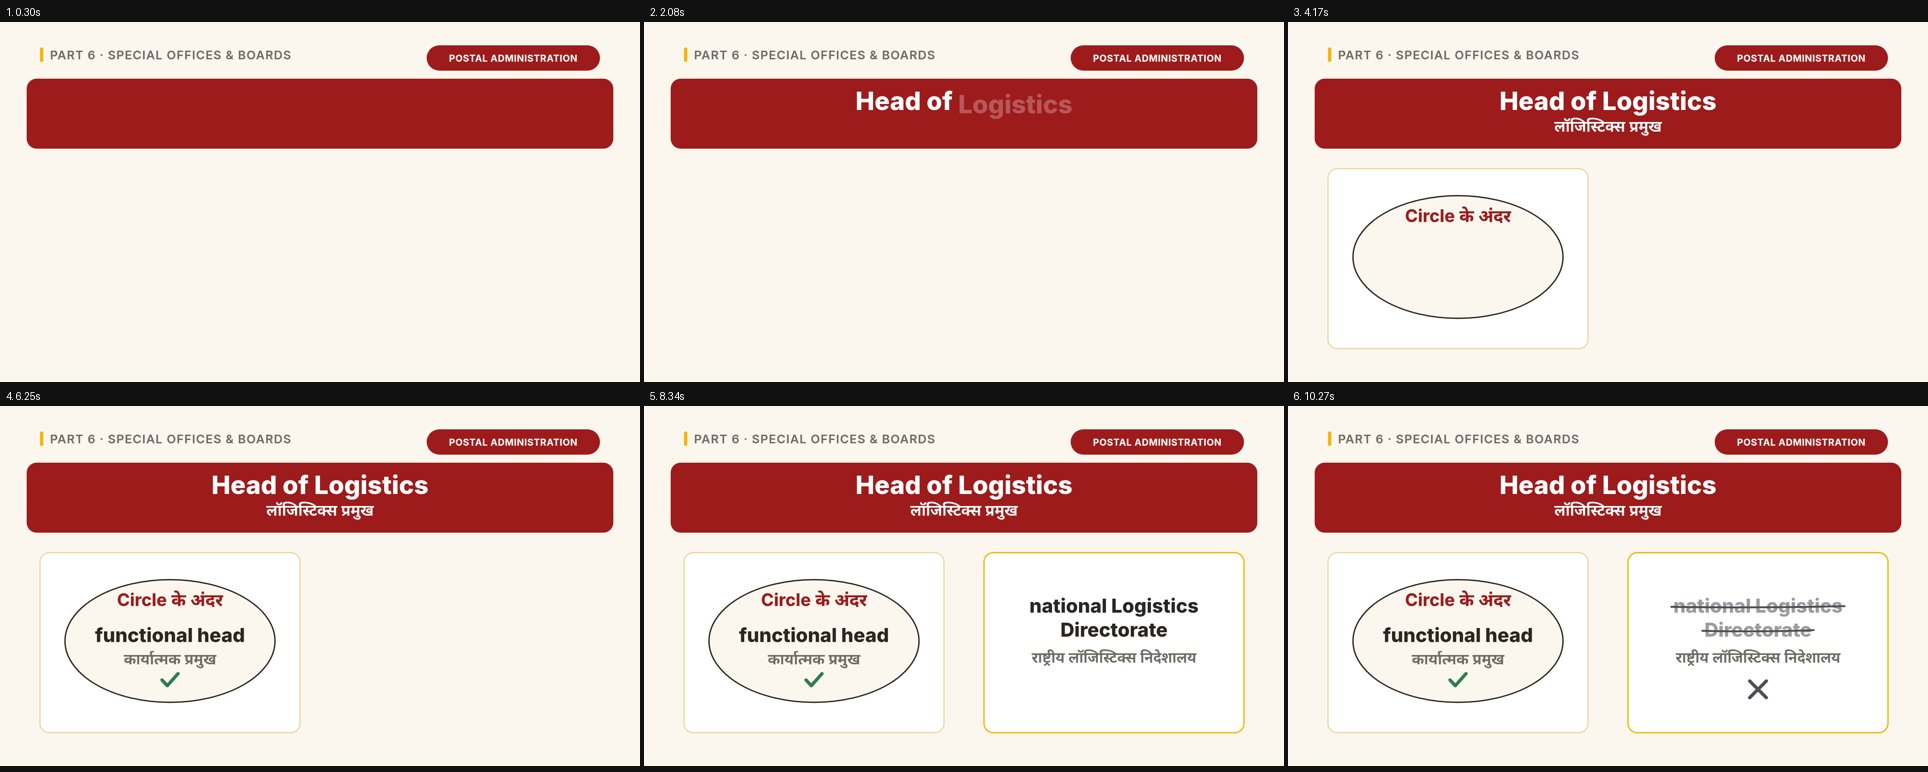 1. 0.30s
PART 6 · SPECIAL OFFICES & BOARDS
POSTAL ADMINISTRATION
2. 2.08s
PART 6 · SPECIAL OFFICES & BOARDS
POSTAL ADMINISTRATION
Head of Logistics
3. 4.17s
PART 6 · SPECIAL OFFICES & BOARDS
POSTAL ADMINISTRATION
Head of Logistics
लॉजिस्टिक्स प्रमुख
Circle के अंदर
4. 6.25s
PART 6 · SPECIAL OFFICES & BOARDS
POSTAL ADMINISTRATION
Head of Logistics
लॉजिस्टिक्स प्रमुख
Circle के अंदर
functional head
कार्यात्मक प्रमुख
5. 8.34s
PART 6 · SPECIAL OFFICES & BOARDS
POSTAL ADMINISTRATION
Head of Logistics
लॉजिस्टिक्स प्रमुख
Circle के अंदर
functional head
कार्यात्मक प्रमुख
national Logistics
Directorate
राष्ट्रीय लॉजिस्टिक्स निदेशालय
6. 10.27s
PART 6 · SPECIAL OFFICES & BOARDS
POSTAL ADMINISTRATION
Head of Logistics
लॉजिस्टिक्स प्रमुख
Circle के अंदर
functional head
कार्यात्मक प्रमुख
national Logistics
Directorate
राष्ट्रीय लॉजिस्टिक्स निदेशालय